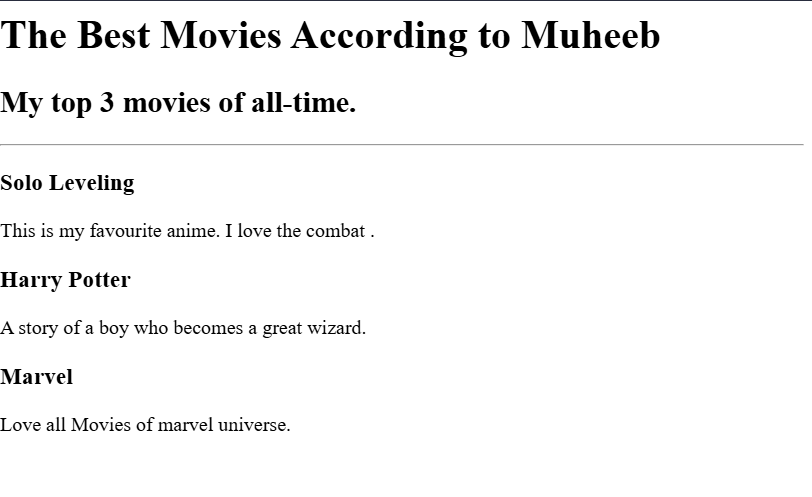 The Best Movies According to Muheeb
My top 3 movies of all-time.
Solo Leveling
This is my favourite anime. I love the combat .
Harry Potter
A story of a boy who becomes a great wizard.
Marvel
Love all Movies of marvel universe.